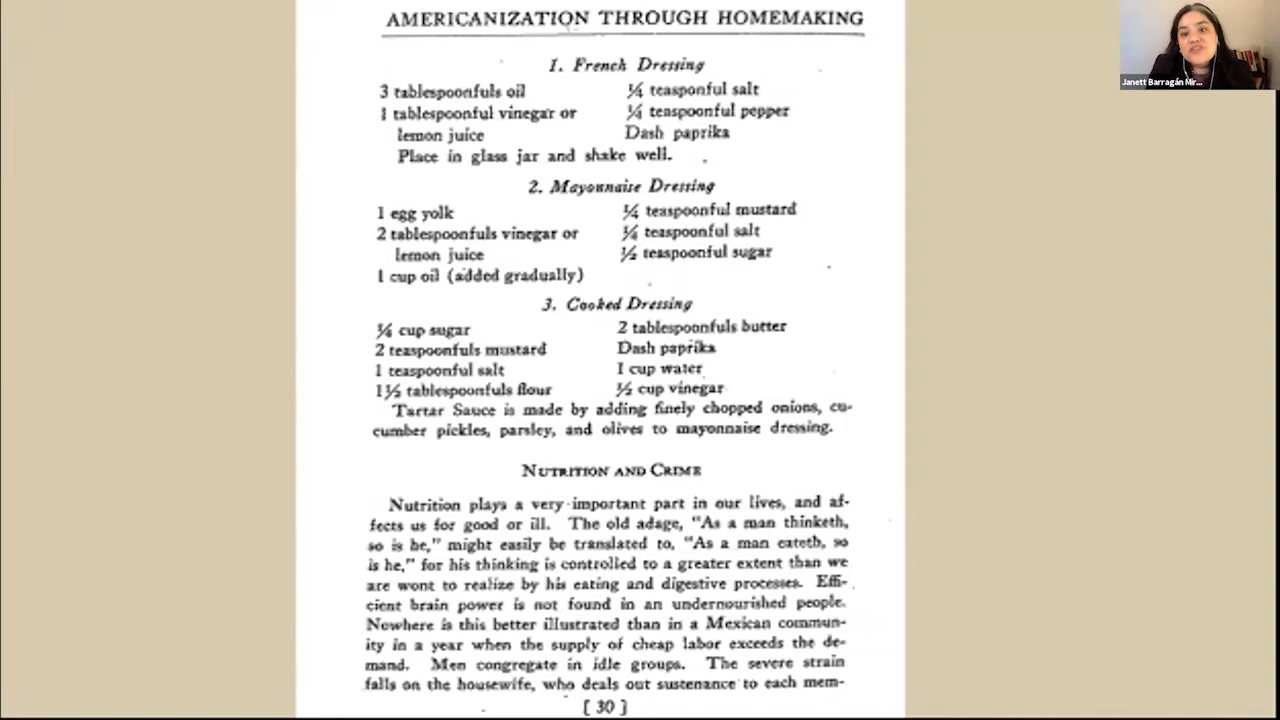 AMERICANIZATION THROUGH HOMEMAKING
1. French Dressing
3 tablespoonfuls oil
1 tablespoonful vinegar or
lemon juice
¼ teasponful salt
¼ teaspoonful pepper
Dash paprika
Place in glass jar and shake well.
2. Mayonnaise Dressing
1 egg yolk
2 tablespoonfuls vinegar or
lemon juice
1 cup oil (added gradually)
¼ teaspoonful mustard
¼ teaspoonful salt
½ teaspoonful sugar
3. Cooked Dressing
¼ cup sugar
2 teaspoonfuls mustard
1 teaspoonful salt
1½ tablespoonfuls flour
2 tablespoonfuls butter
Dash paprika
1 cup water
½ cup vinegar
Tartar Sauce is made by adding finely chopped onions, cu-
cumber pickles, parsley, and olives to mayonnaise dressing.
NUTRITION AND CRIME
Nutrition plays a very important part in our lives, and af-
fects us for good or ill. The old adage, "As a man thinketh,
so is he," might easily be translated to, "As a man eateth, so
is he," for his thinking is controlled to a greater extent than we
are wont to realize by his eating and digestive processes. Effi-
cient brain power is not found in an undernourished people.
Nowhere is this better illustrated than in a Mexican commun-
ity in a year when the supply of cheap labor exceeds the de-
mand. Men congregate in idle groups. The severe strain
falls on the housewife, who deals out sustenance to each mem-
[ 30 ]
Janett Barragán Mir...